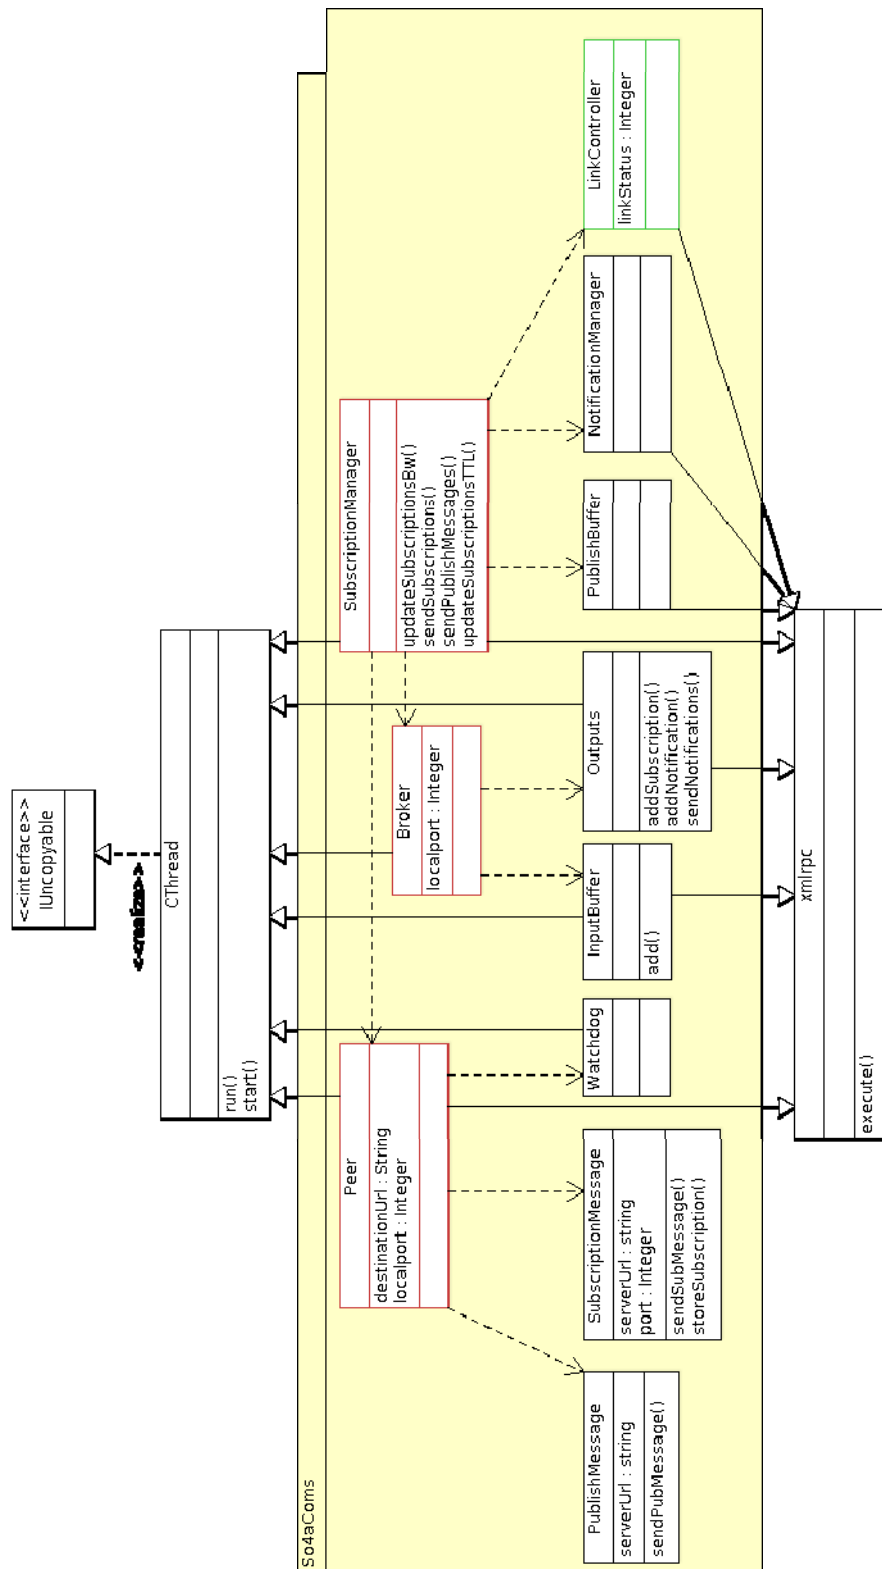 <<interface>>
IUncopyable
<<realize>>
CThread
run()
start()
So4aComs
Peer
destinationUrl : String
localport : Integer
Broker
localport : Integer
SubscriptionManager
updateSubscriptionsBw()
sendSubscriptions()
sendPublishMessages()
updateSubscriptionsTTL()
PublishMessage
serverUrl : string
sendPubMessage()
SubscriptionMessage
serverUrl : string
port : Integer
sendSubMessage()
storeSubscription()
Watchdog
InputBuffer
add()
Outputs
addSubscription()
addNotification()
sendNotifications()
PublishBuffer
NotificationManager
LinkController
linkStatus : Integer
xmlrpc
execute()